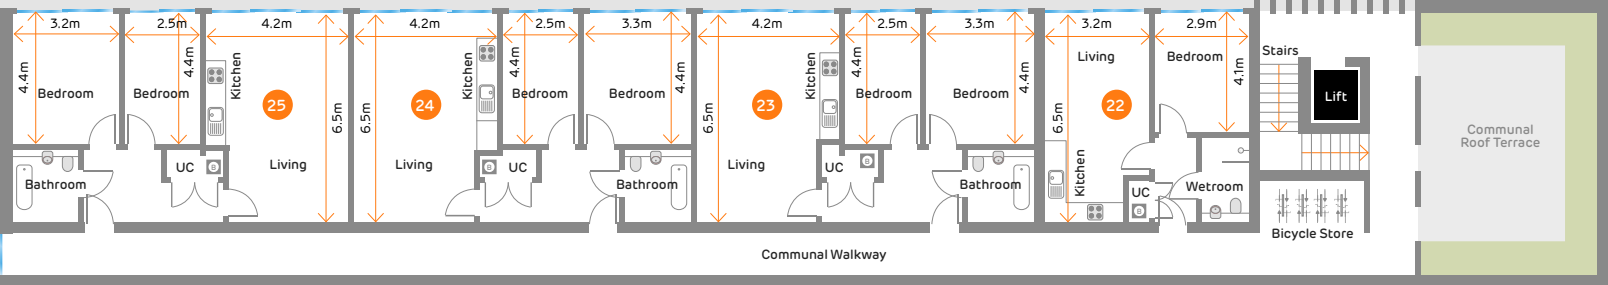 3.2m
2.5m
4.2m
4.2m
2.5m
3.3m
4.2m
2.5m
3.3m
3.2m
2.9m
4.4m
Bedroom
4.4m
Bedroom
Kitchen
25
6.5m
Living
6.5m
24
Kitchen
Living
4.4m
Bedroom
Bedroom
4.4m
6.5m
23
Kitchen
Living
4.4m
Bedroom
Bedroom
4.4m
Living
6.5m
22
Kitchen
Bedroom
4.1m
Stairs
Lift
Communal
Roof Terrace
Bathroom
UC
B
B
UC
Bathroom
UC
B
Bathroom
UC
B
Wetroom
Bicycle Store
Communal Walkway